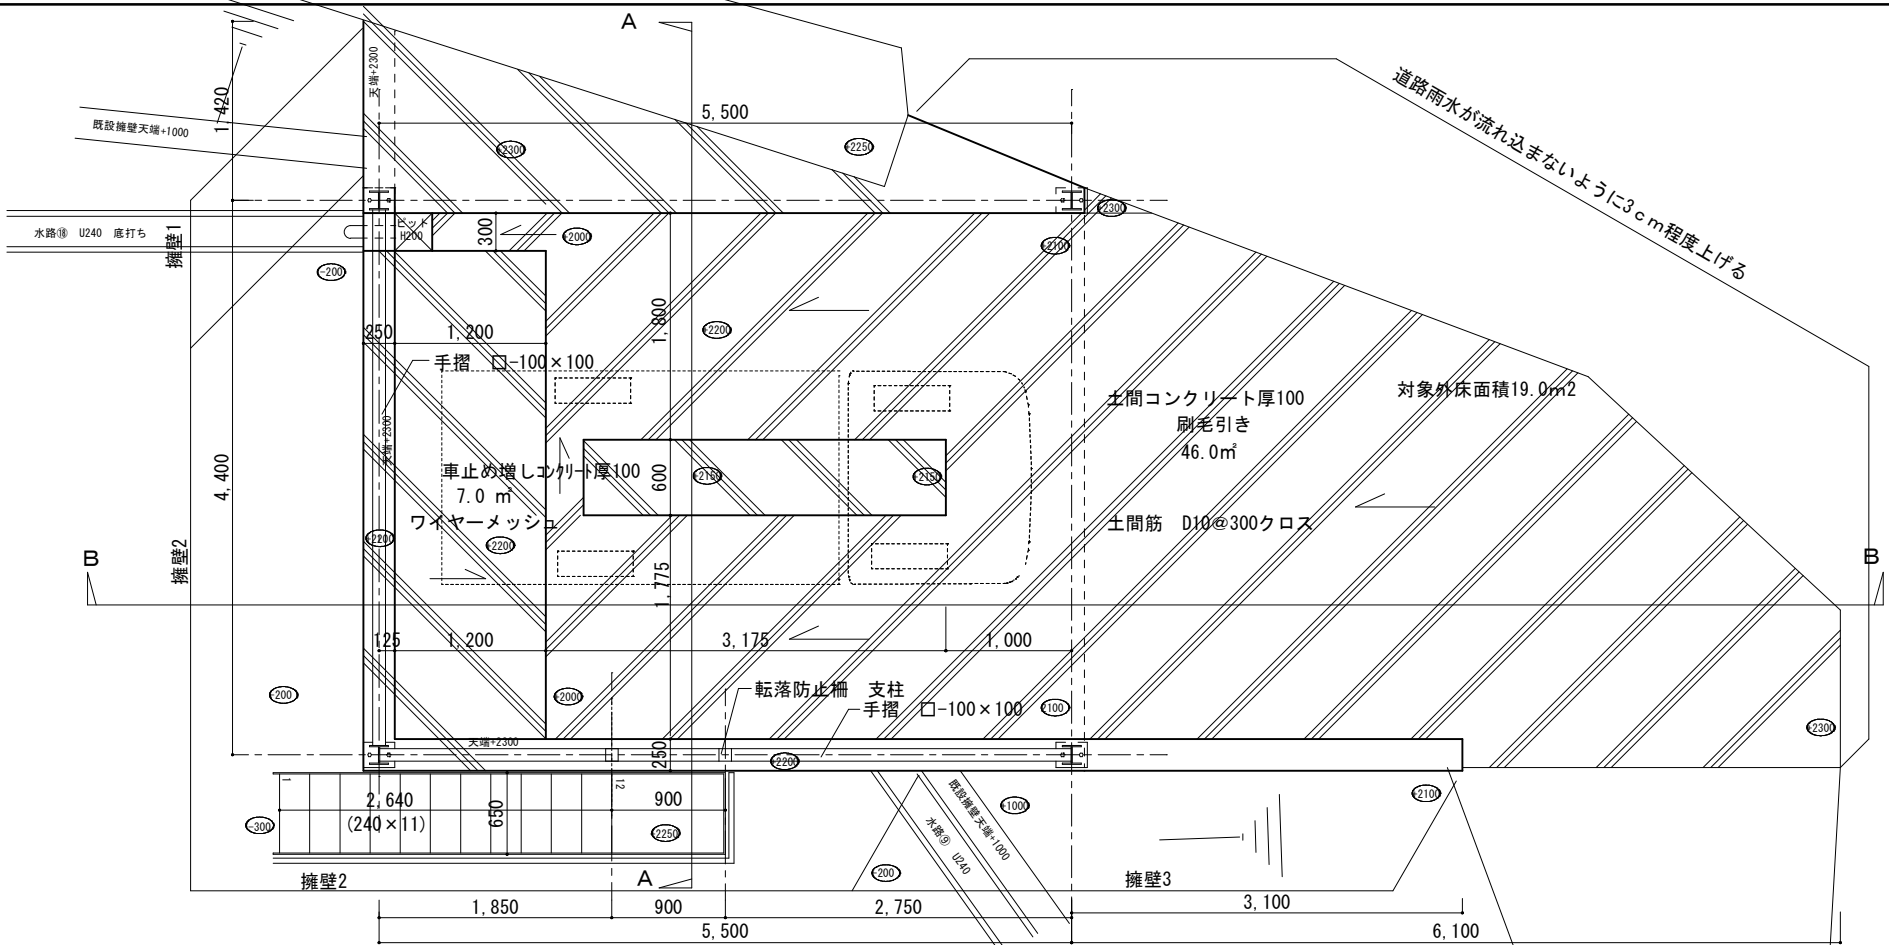 A
天端+2300
1,420
既設擁壁天端+1000
5,500
+2300
+2250
道路雨水が流れ込まないように3cm程度上げる
+2300
ピット
H200
水路⑱ U240 底打ち
擁壁1
300
+2000
+2100
-200
1,800
+2200
250
1,200
手摺 □-100×100
土間コンクリート厚100
刷毛引き
46.0㎡
対象外床面積19.0m2
天端+2300
車止め増しコンクリート厚100
7.0 ㎡
ワイヤーメッシュ
600
+2150
+2150
4,400
土間筋 D10@300クロス
+2200
+2200
擁壁2
B
B
1,775
125
1,200
3,175
1,000
-200
+2000
転落防止柵 支柱
手摺 □-100×100
2100
+2300
天端+2300
250
+2200
1
12
2,640
(240×11)
650
900
-300
+2250
既設擁壁天端+1000
水路⑨ U240
+1000
+2100
-200
擁壁2
A
擁壁3
1,850
900
2,750
3,100
5,500
6,100